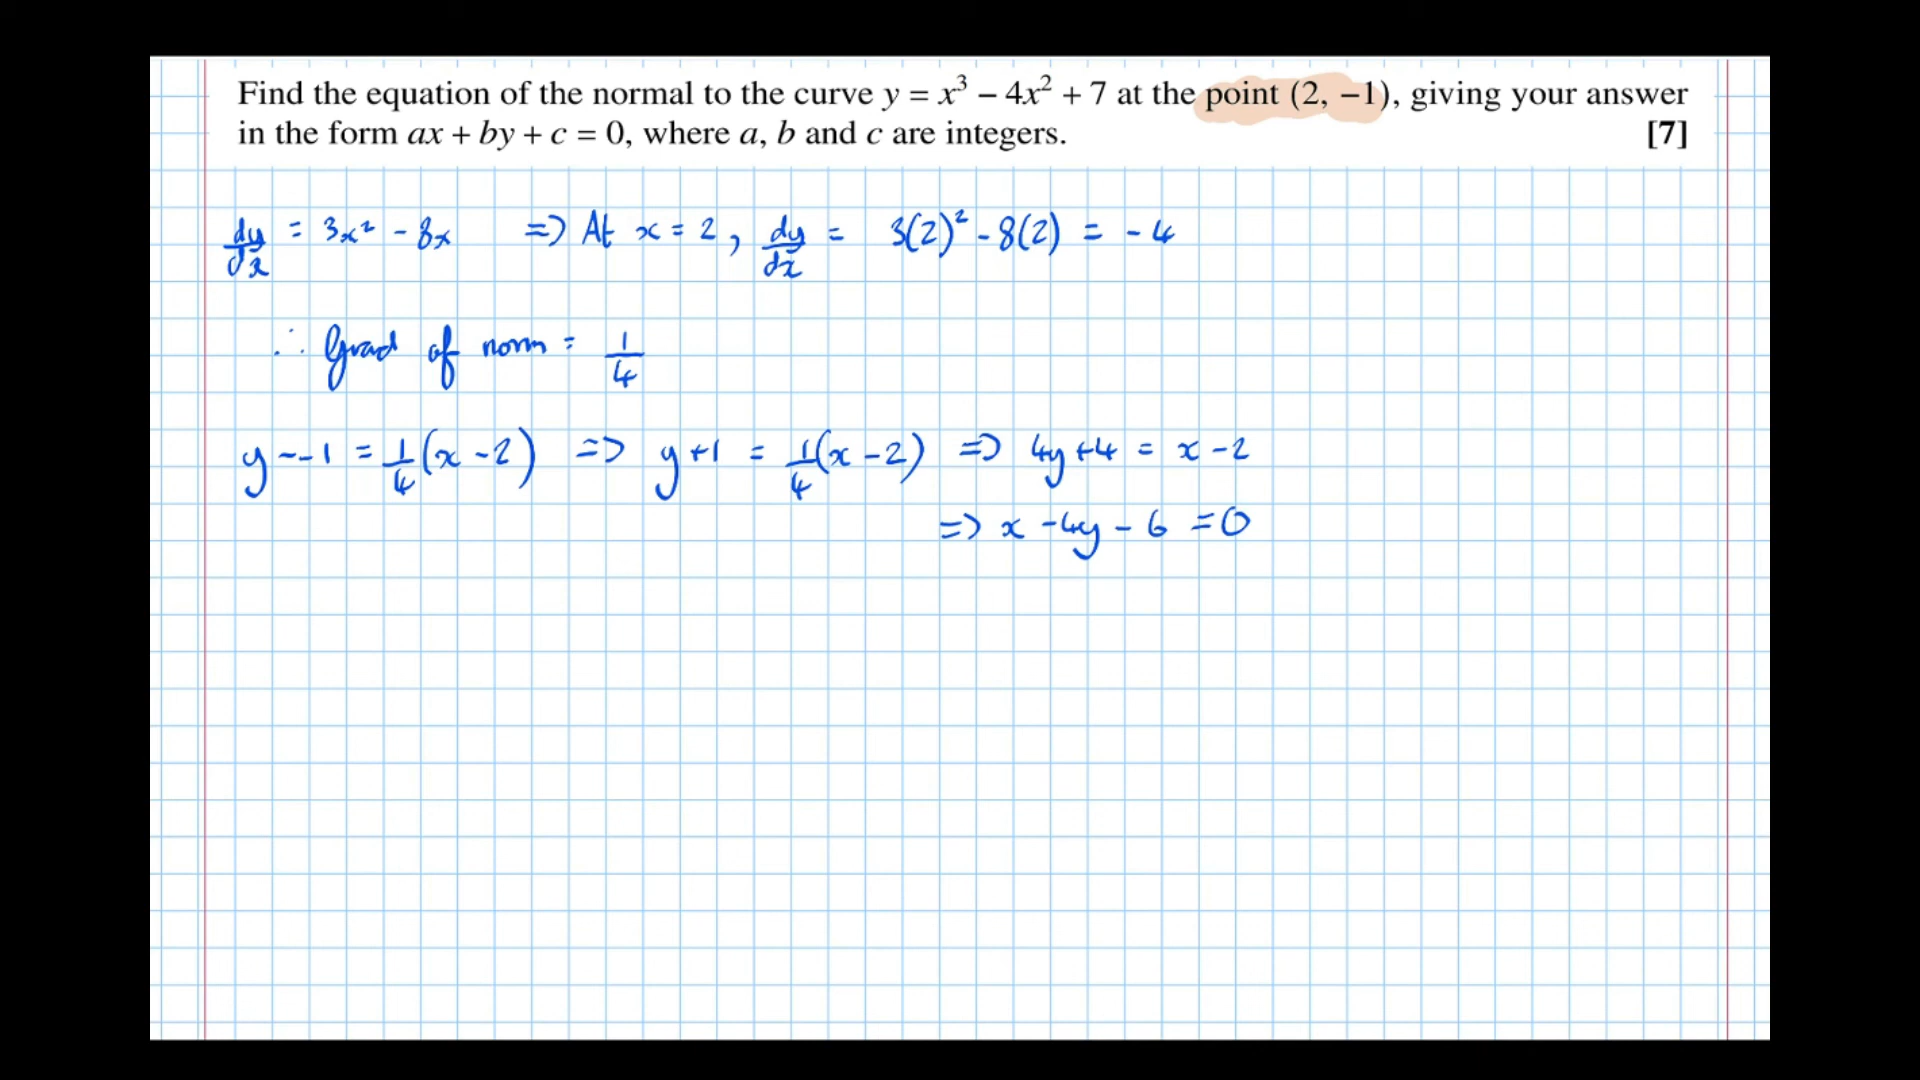 Find the equation of the normal to the curve y = x³ − 4x² + 7 at the point (2, −1), giving your answer
in the form ax + by + c = 0, where a, b and c are integers. [7]
dy/dx = 3x² - 8x => At x = 2, dy/dx = 3(2)² - 8(2) = -4
∴ Grad of norm = 1/4
y - -1 = 1/4(x - 2) => y + 1 = 1/4(x - 2) => 4y + 4 = x - 2
=> x - 4y - 6 = 0